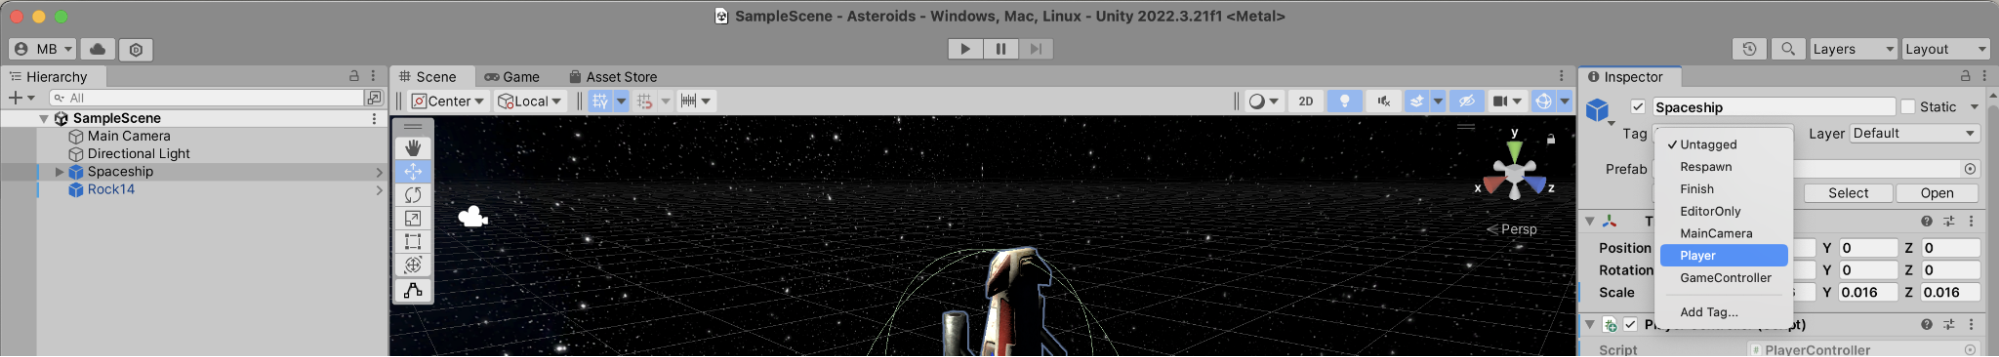 SampleScene - Asteroids - Windows, Mac, Linux - Unity 2022.3.21f1 <Metal>
MB
Layers
Layout
Hierarchy
All
SampleScene
Main Camera
Directional Light
Spaceship
Rock14
Scene
Game
Asset Store
Center
Local
2D
y
x
z
Persp
Inspector
Spaceship
Static
Tag
Layer Default
Untagged
Respawn
Finish
EditorOnly
MainCamera
Player
GameController
Add Tag...
Prefab
Select
Open
T
Position
Y 0
Z 0
Rotation
Y 0
Z 0
Scale
Y 0.016
Z 0.016
Script
PlayerController